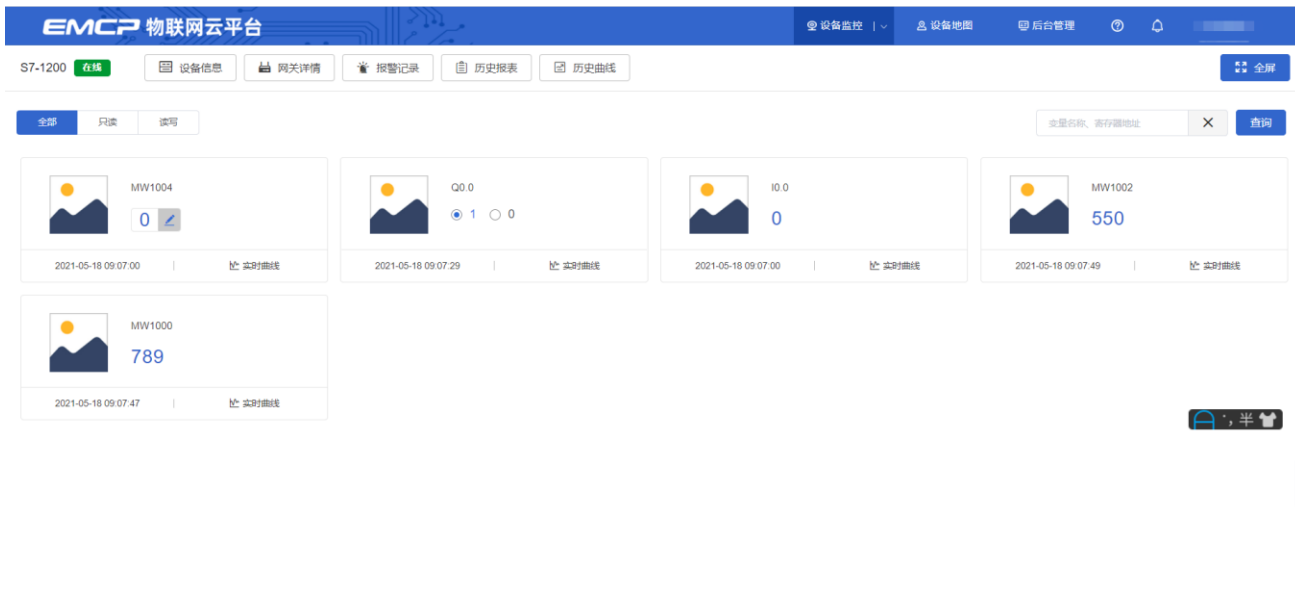 EMCP 物联网云平台 设备监控 设备地图 后台管理
S7-1200 在线 设备信息 网关详情 报警记录 历史报表 历史曲线 全屏
全部 只读 读写 变量名称、寄存器地址 查询
MW1004 Q0.0 I0.0 MW1002
0 1 0 0 550
2021-05-18 09:07:00 实时曲线 2021-05-18 09:07:29 实时曲线 2021-05-18 09:07:00 实时曲线 2021-05-18 09:07:49 实时曲线
MW1000
789
2021-05-18 09:07:47 实时曲线
半